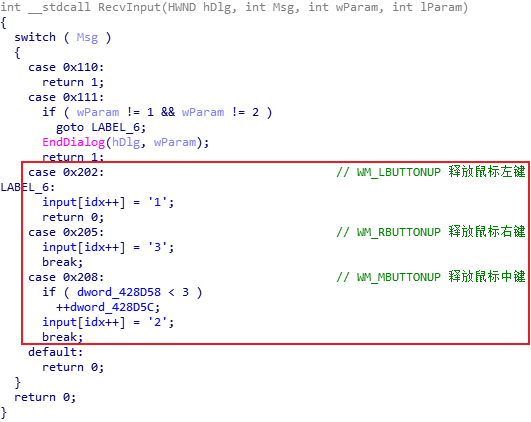 int __stdcall RecvInput(HWND hDlg, int Msg, int wParam, int lParam)
{
  switch ( Msg )
  {
    case 0x110:
      return 1;
    case 0x111:
      if ( wParam != 1 && wParam != 2 )
        goto LABEL_6;
      EndDialog(hDlg, wParam);
      return 1;
    case 0x202:                             // WM_LBUTTONUP 释放鼠标左键
LABEL_6:
      input[idx++] = '1';
      return 0;
    case 0x205:                             // WM_RBUTTONUP 释放鼠标右键
      input[idx++] = '3';
      break;
    case 0x208:                             // WM_MBUTTONUP 释放鼠标中键
      if ( dword_428D58 < 3 )
        ++dword_428D5C;
      input[idx++] = '2';
      break;
    default:
      return 0;
  }
  return 0;
}